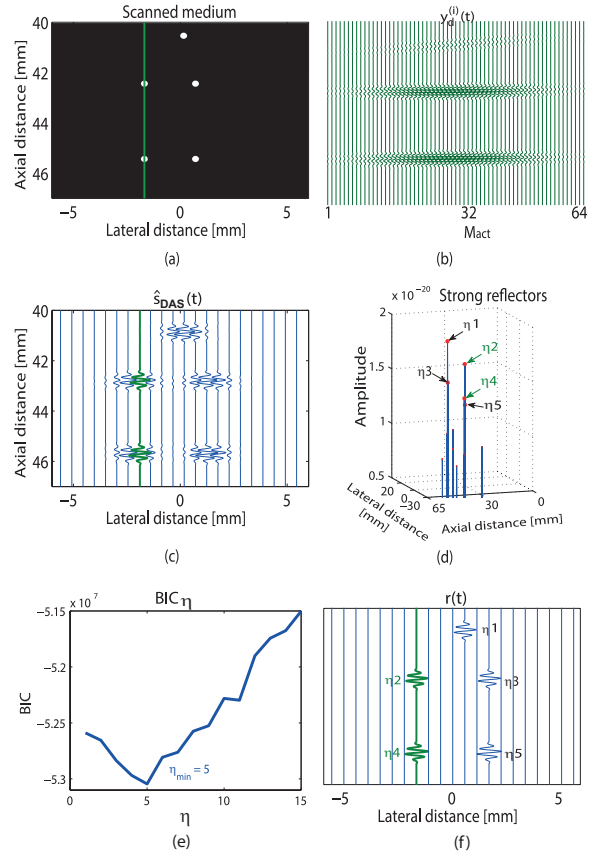 Scanned medium
40
42
44
46
Axial distance [mm]
−5
0
5
Lateral distance [mm]
(a)
y_d^(i)(t)
1
32
64
M_act
(b)
ŝ_DAS(t)
40
42
44
46
Axial distance [mm]
−5
0
5
Lateral distance [mm]
(c)
x 10^−20
Strong reflectors
2
1.5
1
0.5
Amplitude
η1
η2
η3
η4
η5
20
0
−30
Lateral distance
[mm]
65
30
0
Axial distance [mm]
(d)
x 10^7
BIC η
−5.15
−5.2
−5.25
−5.3
BIC
η_min = 5
0
5
10
15
η
(e)
r(t)
η1
η2
η3
η4
η5
−5
0
5
Lateral distance [mm]
(f)